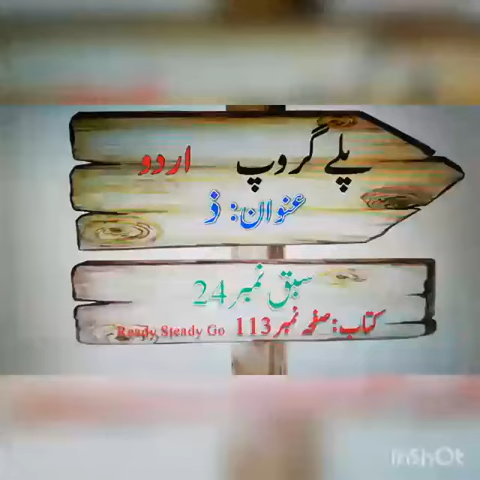 پلے گروپ اردو
عنوان: ذ
سبق نمبر 24
کتاب: صفحہ نمبر 113 Ready Steady Go
InShOt